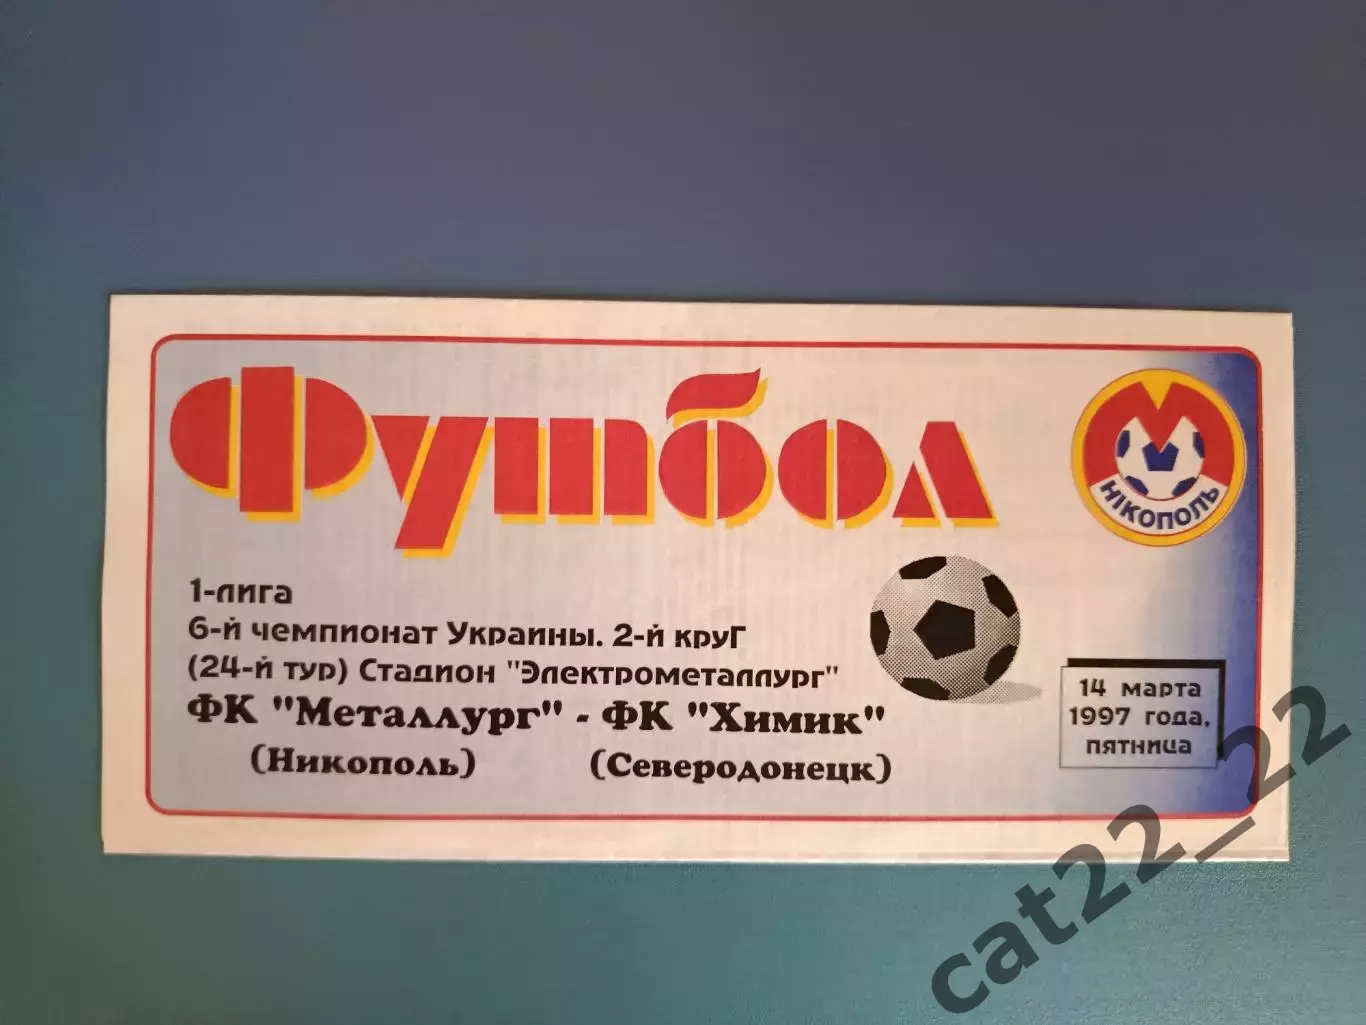 Футбол
М
НІКОПОЛЬ
1-лига
6-й чемпионат Украины. 2-й круг
(24-й тур) Стадион "Электрометаллург"
ФК "Металлург" - ФК "Химик"
(Никополь) (Северодонецк)
14 марта
1997 года,
пятница
cat22_22